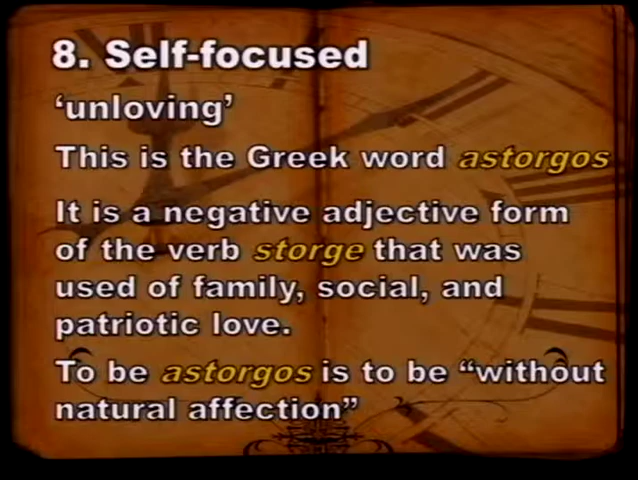 8. Self-focused
‘unloving’
This is the Greek word astorgos
It is a negative adjective form
of the verb storge that was
used of family, social, and
patriotic love.
To be astorgos is to be “without
natural affection”